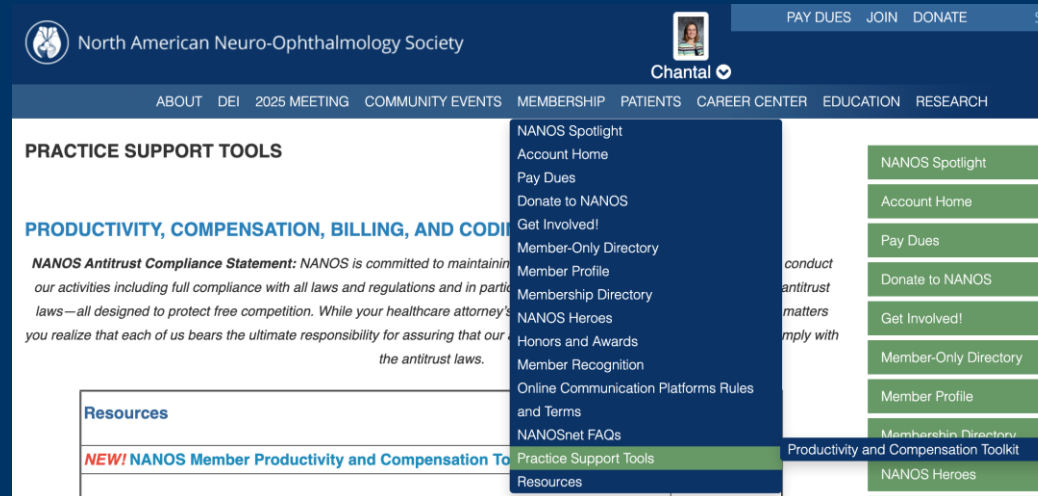 PAY DUES JOIN DONATE
North American Neuro-Ophthalmology Society
Chantal
ABOUT DEI 2025 MEETING COMMUNITY EVENTS MEMBERSHIP PATIENTS CAREER CENTER EDUCATION RESEARCH
PRACTICE SUPPORT TOOLS
PRODUCTIVITY, COMPENSATION, BILLING, AND CODI
NANOS Antitrust Compliance Statement: NANOS is committed to maintainin conduct
our activities including full compliance with all laws and regulations and in partic antitrust
laws—all designed to protect free competition. While your healthcare attorney's matters
you realize that each of us bears the ultimate responsibility for assuring that our mply with
the antitrust laws.
Resources
NEW! NANOS Member Productivity and Compensation To
NANOS Spotlight
Account Home
Pay Dues
Donate to NANOS
Get Involved!
Member-Only Directory
Member Profile
Membership Directory
NANOS Heroes
Honors and Awards
Member Recognition
Online Communication Platforms Rules
and Terms
NANOSnet FAQs
Practice Support Tools
Resources
Productivity and Compensation Toolkit
NANOS Spotlight
Account Home
Pay Dues
Donate to NANOS
Get Involved!
Member-Only Directory
Member Profile
Membership Directory
NANOS Heroes